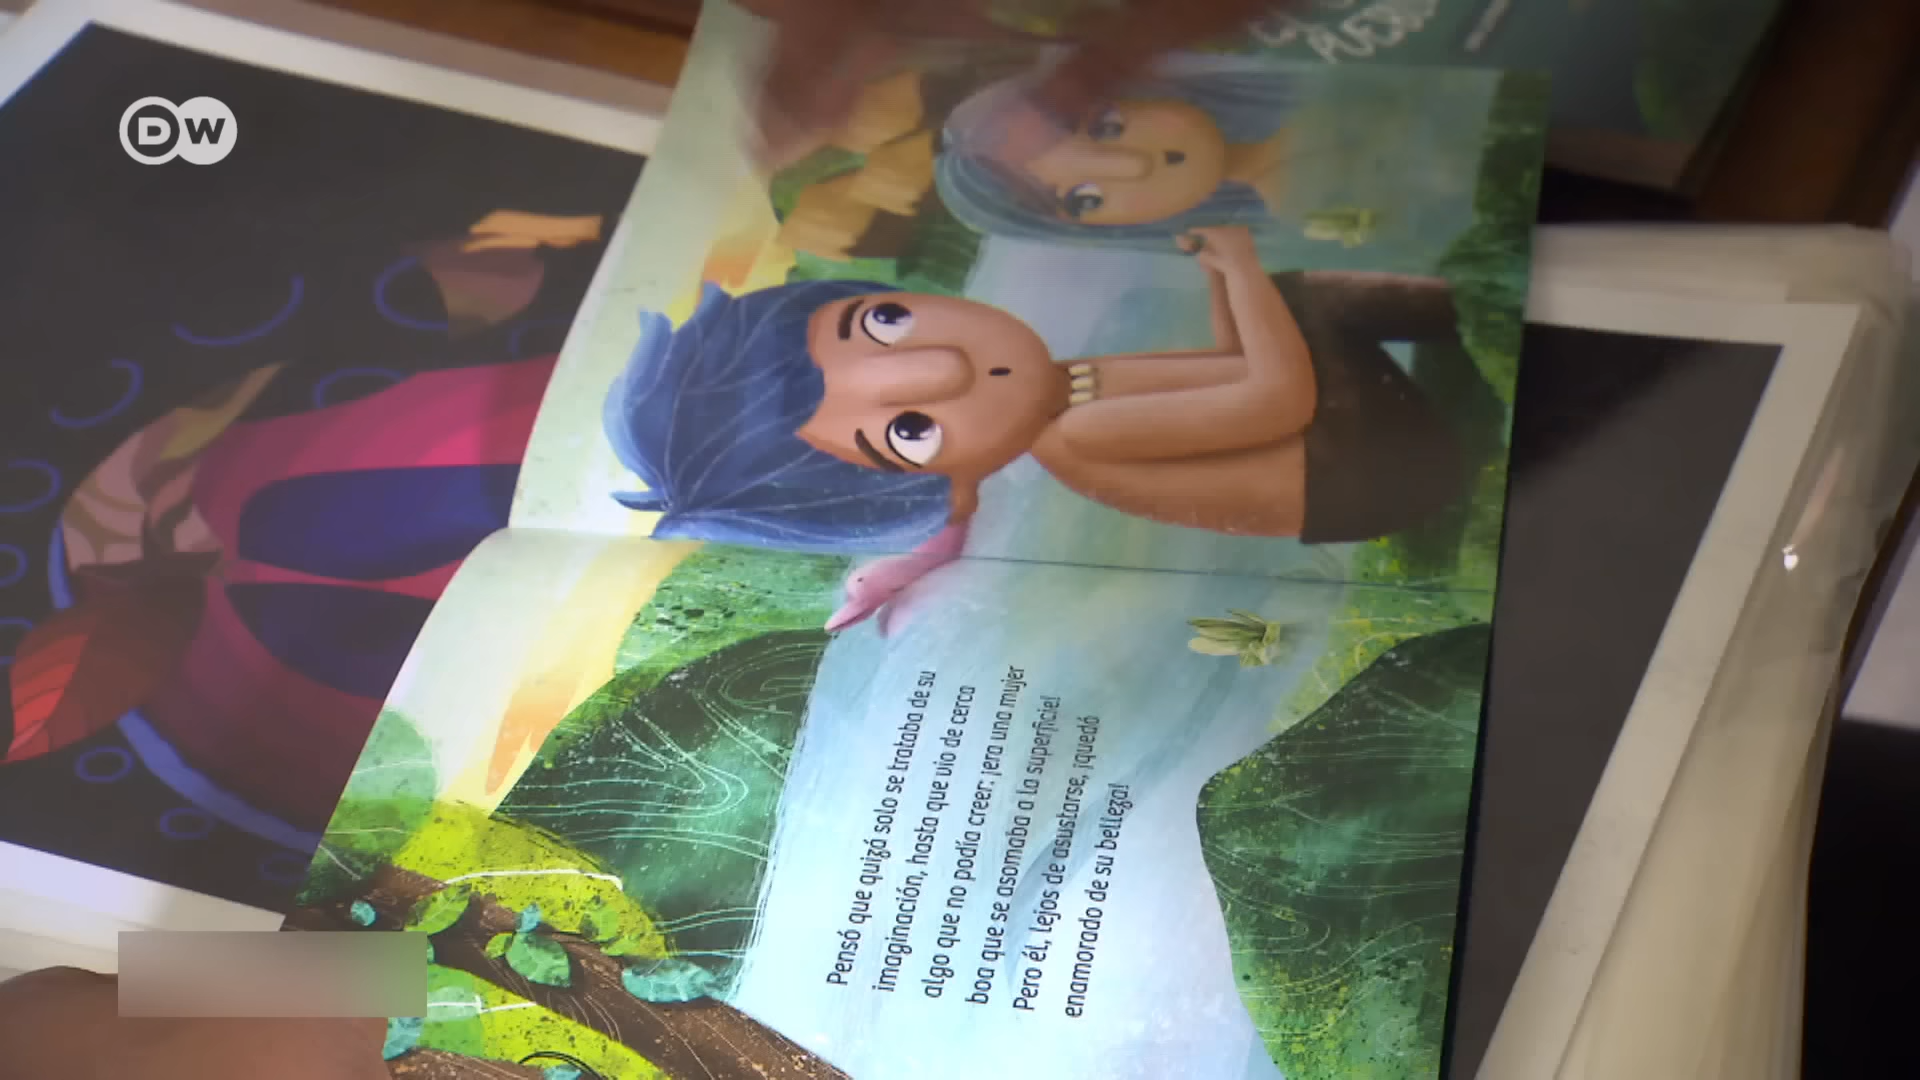 DW
Pensó que quizá solo se trataba de su
imaginación, hasta que vio de cerca
algo que no podía creer: ¡era una mujer
boa que se asomaba a la superficie!
Pero él, lejos de asustarse, ¡quedó
enamorado de su belleza!